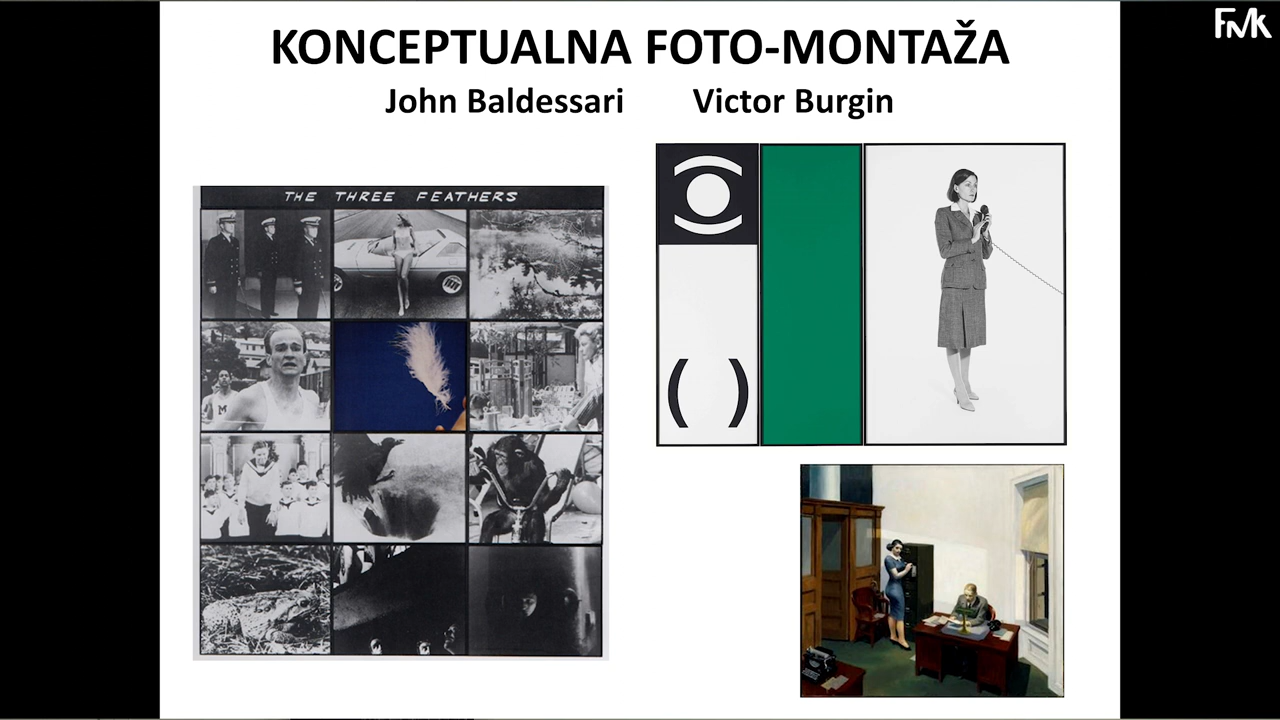 KONCEPTUALNA FOTO-MONTAŽA
John Baldessari Victor Burgin
THE THREE FEATHERS
M
( )
FMK